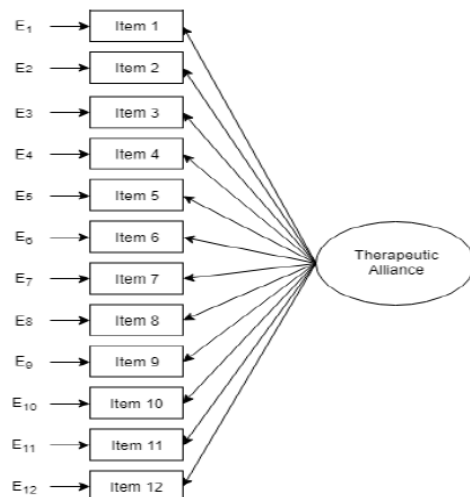 E1 Item 1
E2 Item 2
E3 Item 3
E4 Item 4
E5 Item 5
E6 Item 6
E7 Item 7
E8 Item 8
E9 Item 9
E10 Item 10
E11 Item 11
E12 Item 12
Therapeutic
Alliance